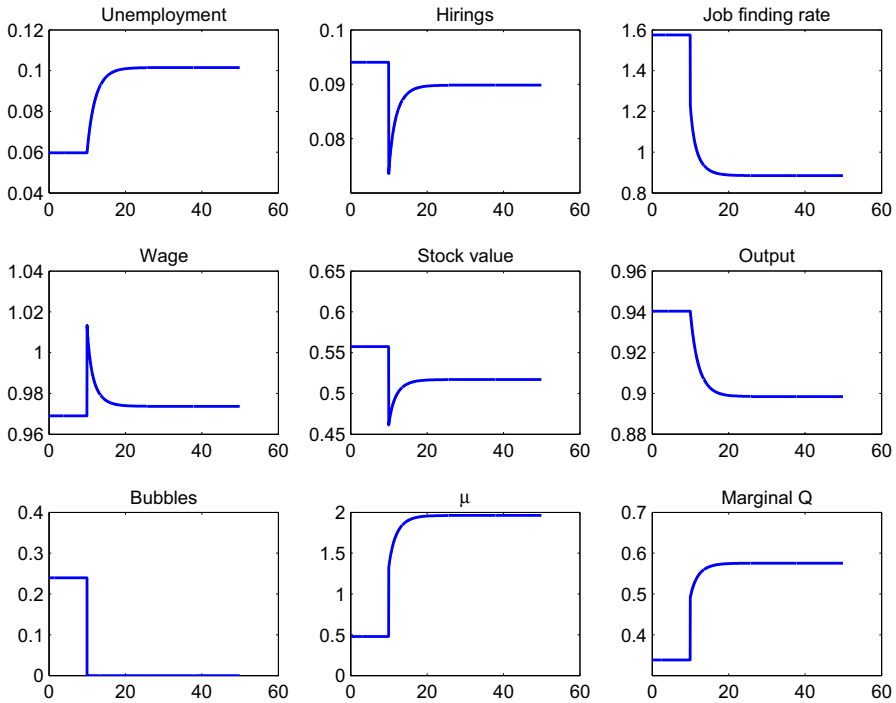 Unemployment
0.12
0.1
0.08
0.06
0.04
0 20 40 60
Hirings
0.1
0.09
0.08
0 20 40 60
Job finding rate
1.6
1.4
1.2
1
0.8
0 20 40 60
Wage
1.04
1.02
1
0.98
0.96
0 20 40 60
Stock value
0.65
0.6
0.55
0.5
0.45
0 20 40 60
Output
0.96
0.94
0.92
0.9
0.88
0 20 40 60
Bubbles
0.4
0.3
0.2
0.1
0
0 20 40 60
μ
2
1.5
1
0.5
0
0 20 40 60
Marginal Q
0.7
0.6
0.5
0.4
0 20 40 60